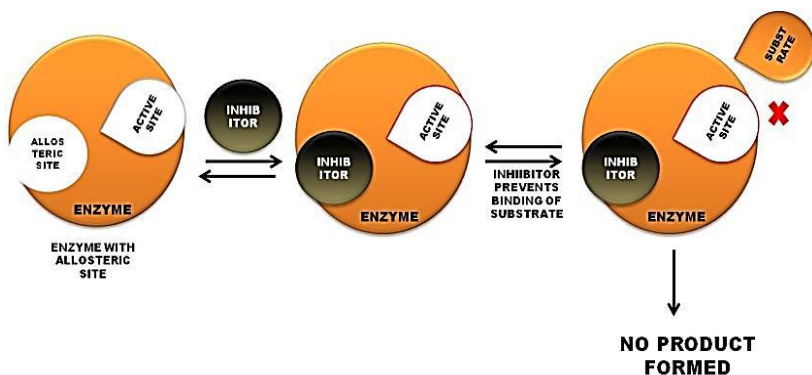 ALLOS
TERIC
SITE
ACTIVE
SITE
ENZYME
ENZYME WITH
ALLOSTERIC
SITE
INHIB
ITOR
INHIB
ITOR
ACTIVE
SITE
ENZYME
INHIIBITOR
PREVENTS
BINDING OF
SUBSTRATE
INHIB
ITOR
ACTIVE
SITE
ENZYME
SUBST
RATE
NO PRODUCT
FORMED